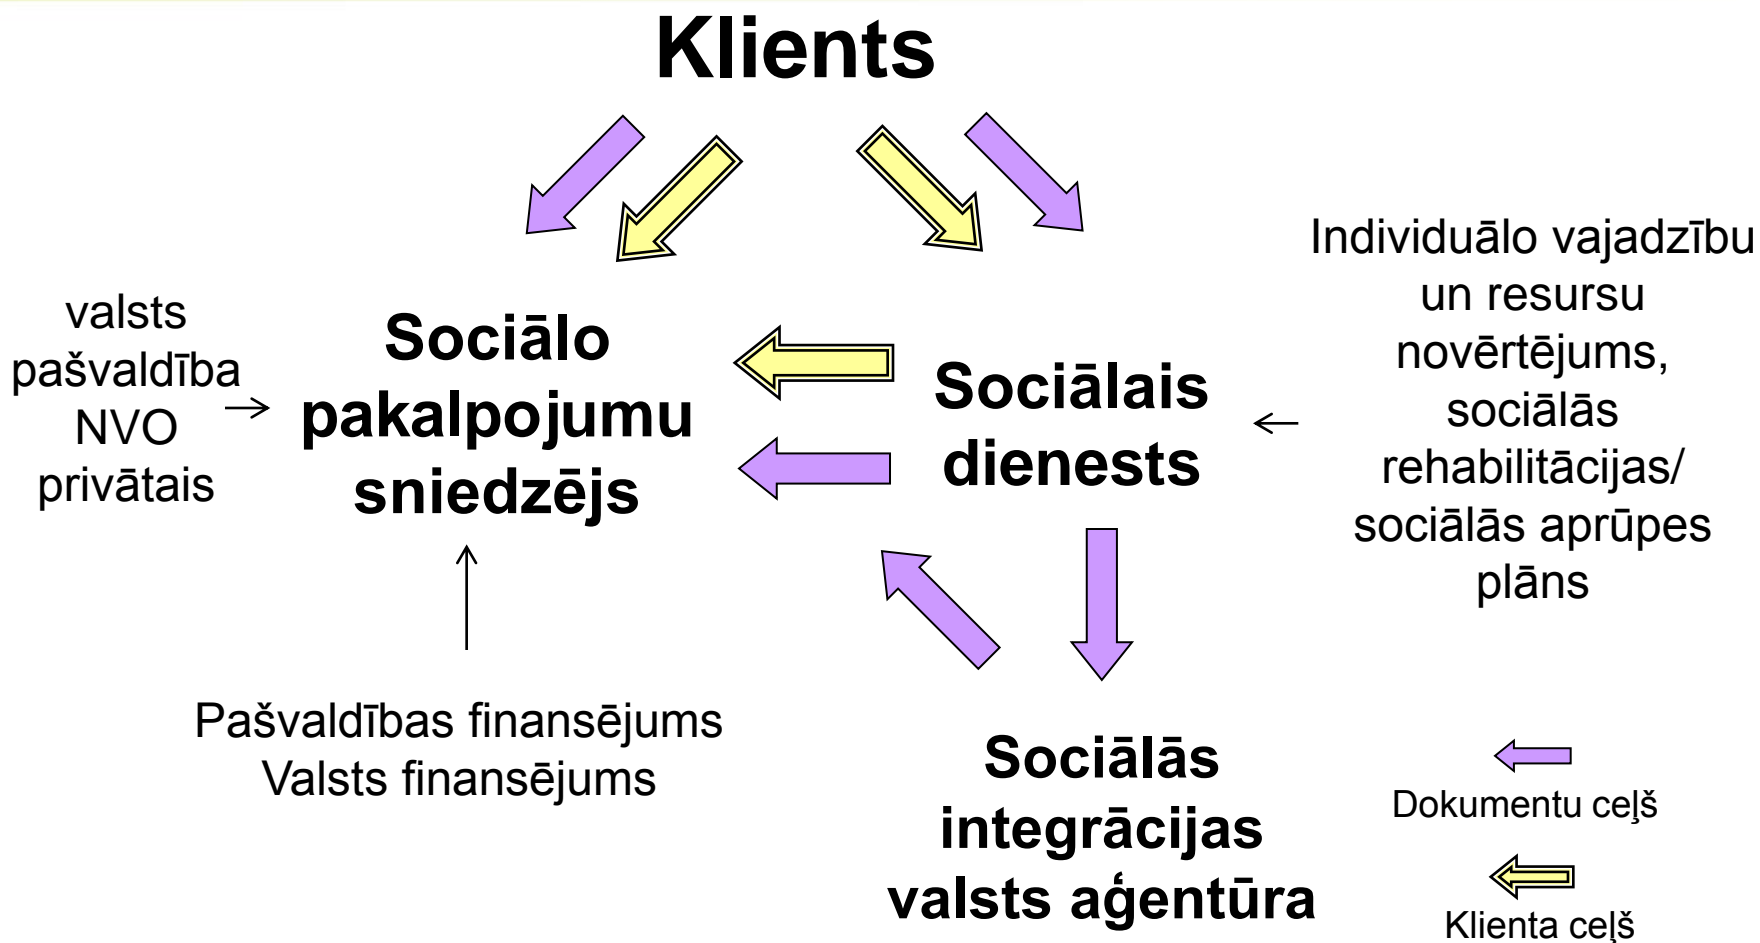 Klients
valsts
pašvaldība
NVO
privātais
Sociālo
pakalpojumu
sniedzējs
Sociālais
dienests
Individuālo vajadzību
un resursu
novērtējums,
sociālās
rehabilitācijas/
sociālās aprūpes
plāns
Pašvaldības finansējums
Valsts finansējums
Sociālās
integrācijas
valsts aģentūra
Dokumentu ceļš
Klienta ceļš